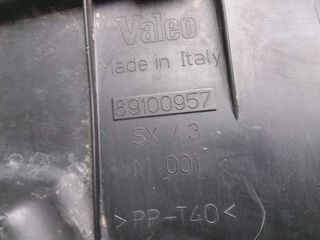 Valeo
Made in Italy
89100957
SX / 3
M 001
>PP-T40<